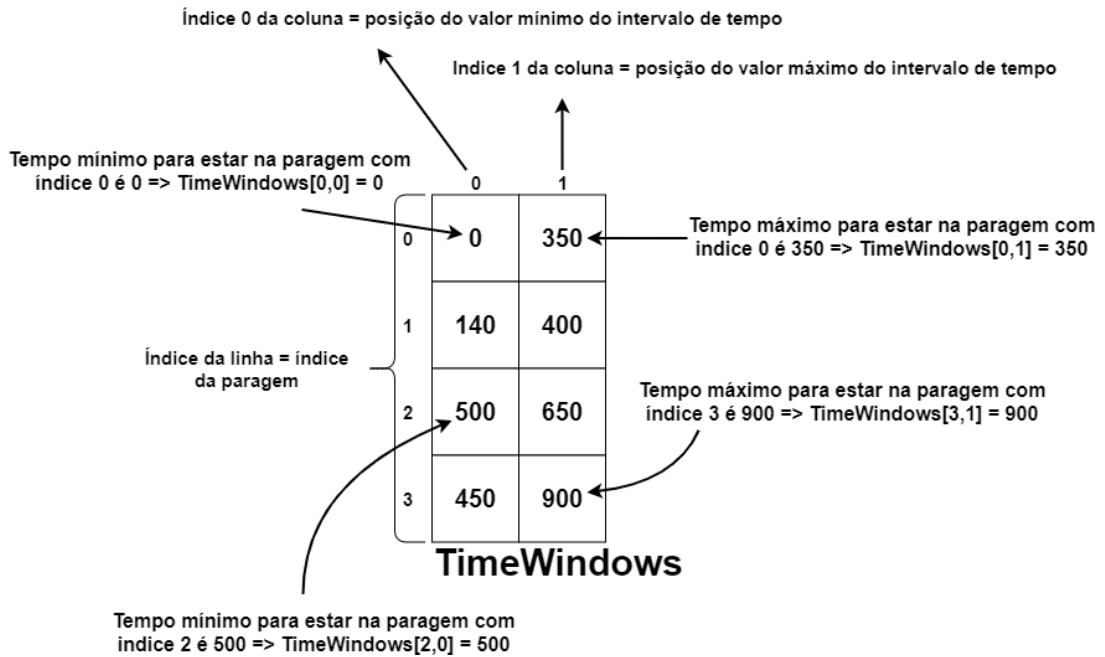 Índice 0 da coluna = posição do valor mínimo do intervalo de tempo
Indice 1 da coluna = posição do valor máximo do intervalo de tempo
Tempo mínimo para estar na paragem com
índice 0 é 0 => TimeWindows[0,0] = 0
0 1
0 0 350
Tempo máximo para estar na paragem com
indice 0 é 350 => TimeWindows[0,1] = 350
1 140 400
Índice da linha = índice
da paragem
2 500 650
Tempo máximo para estar na paragem com
índice 3 é 900 => TimeWindows[3,1] = 900
3 450 900
TimeWindows
Tempo mínimo para estar na paragem com
indice 2 é 500 => TimeWindows[2,0] = 500